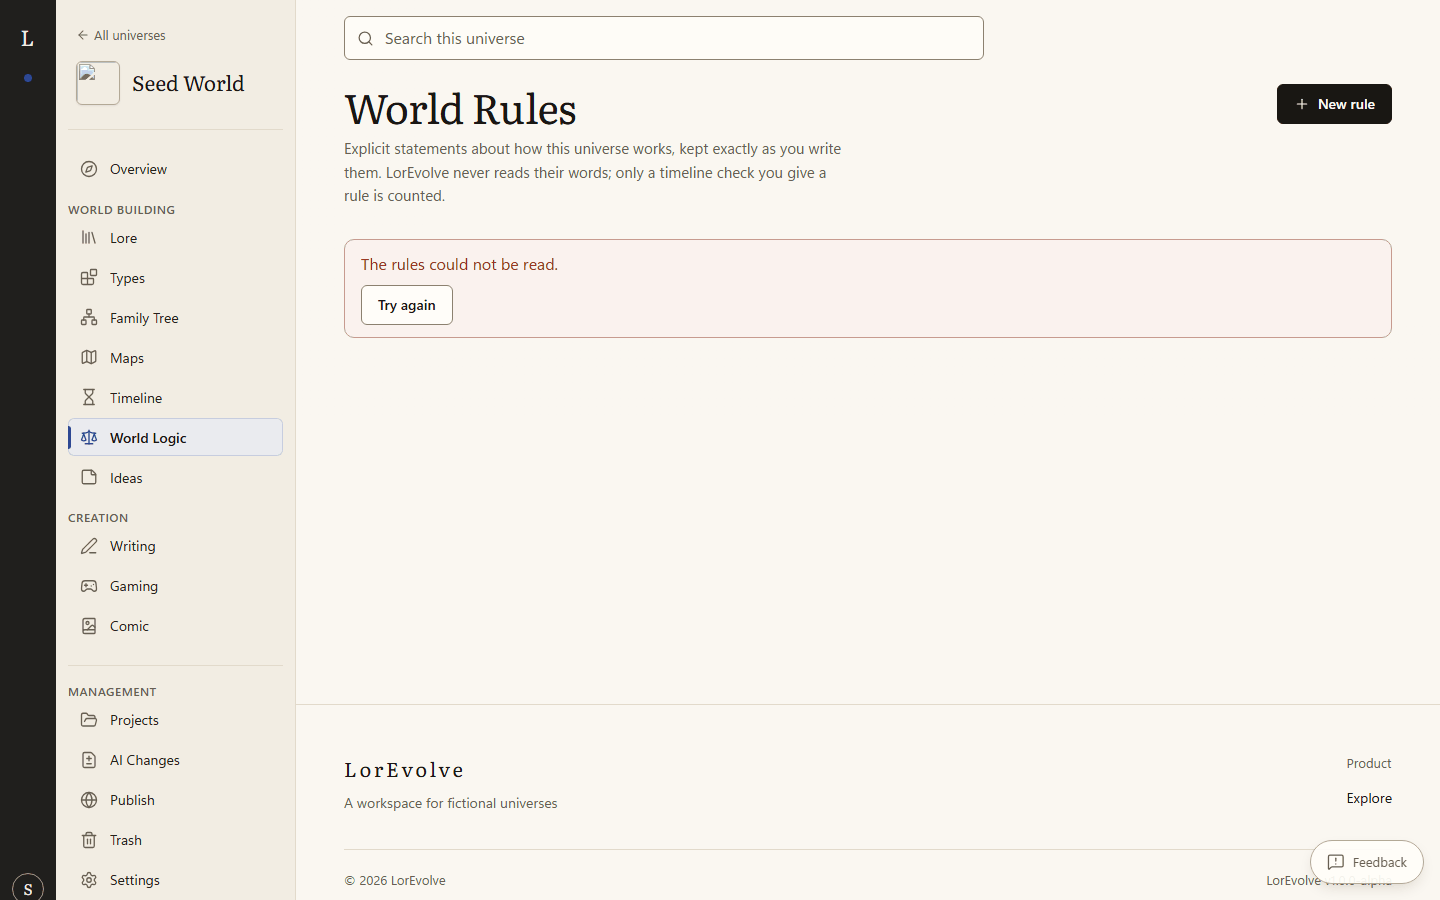 L
All universes
Seed World
Overview
WORLD BUILDING
Lore
Types
Family Tree
Maps
Timeline
World Logic
Ideas
CREATION
Writing
Gaming
Comic
MANAGEMENT
Projects
AI Changes
Publish
Trash
Settings
S
Search this universe
World Rules
New rule
Explicit statements about how this universe works, kept exactly as you write
them. LorEvolve never reads their words; only a timeline check you give a
rule is counted.
The rules could not be read.
Try again
LorEvolve
A workspace for fictional universes
Product
Explore
Feedback
© 2026 LorEvolve
LorEvolve